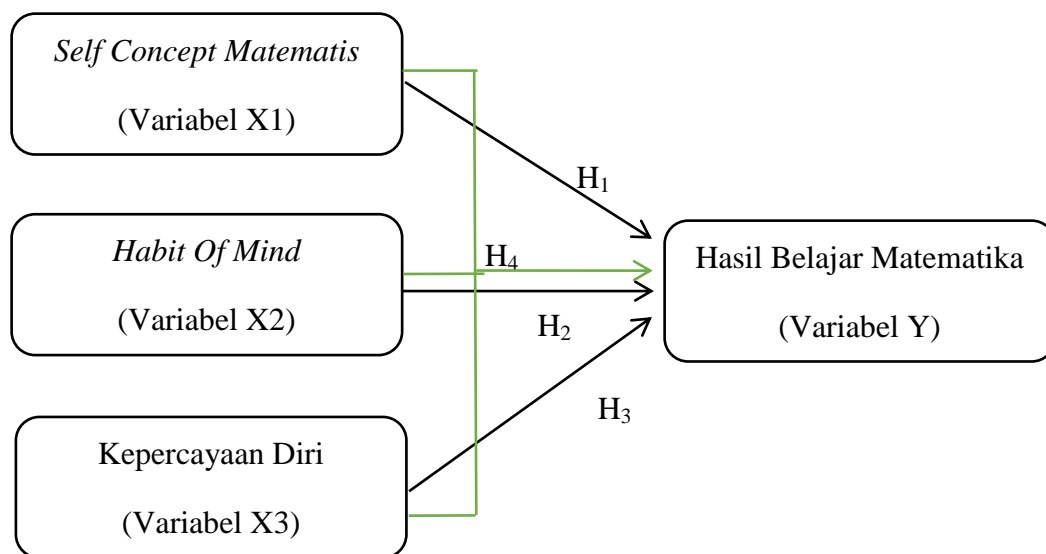 Self Concept Matematis
(Variabel X1)
H₁
Habit Of Mind
(Variabel X2)
H₄
H₂
Hasil Belajar Matematika
(Variabel Y)
H₃
Kepercayaan Diri
(Variabel X3)